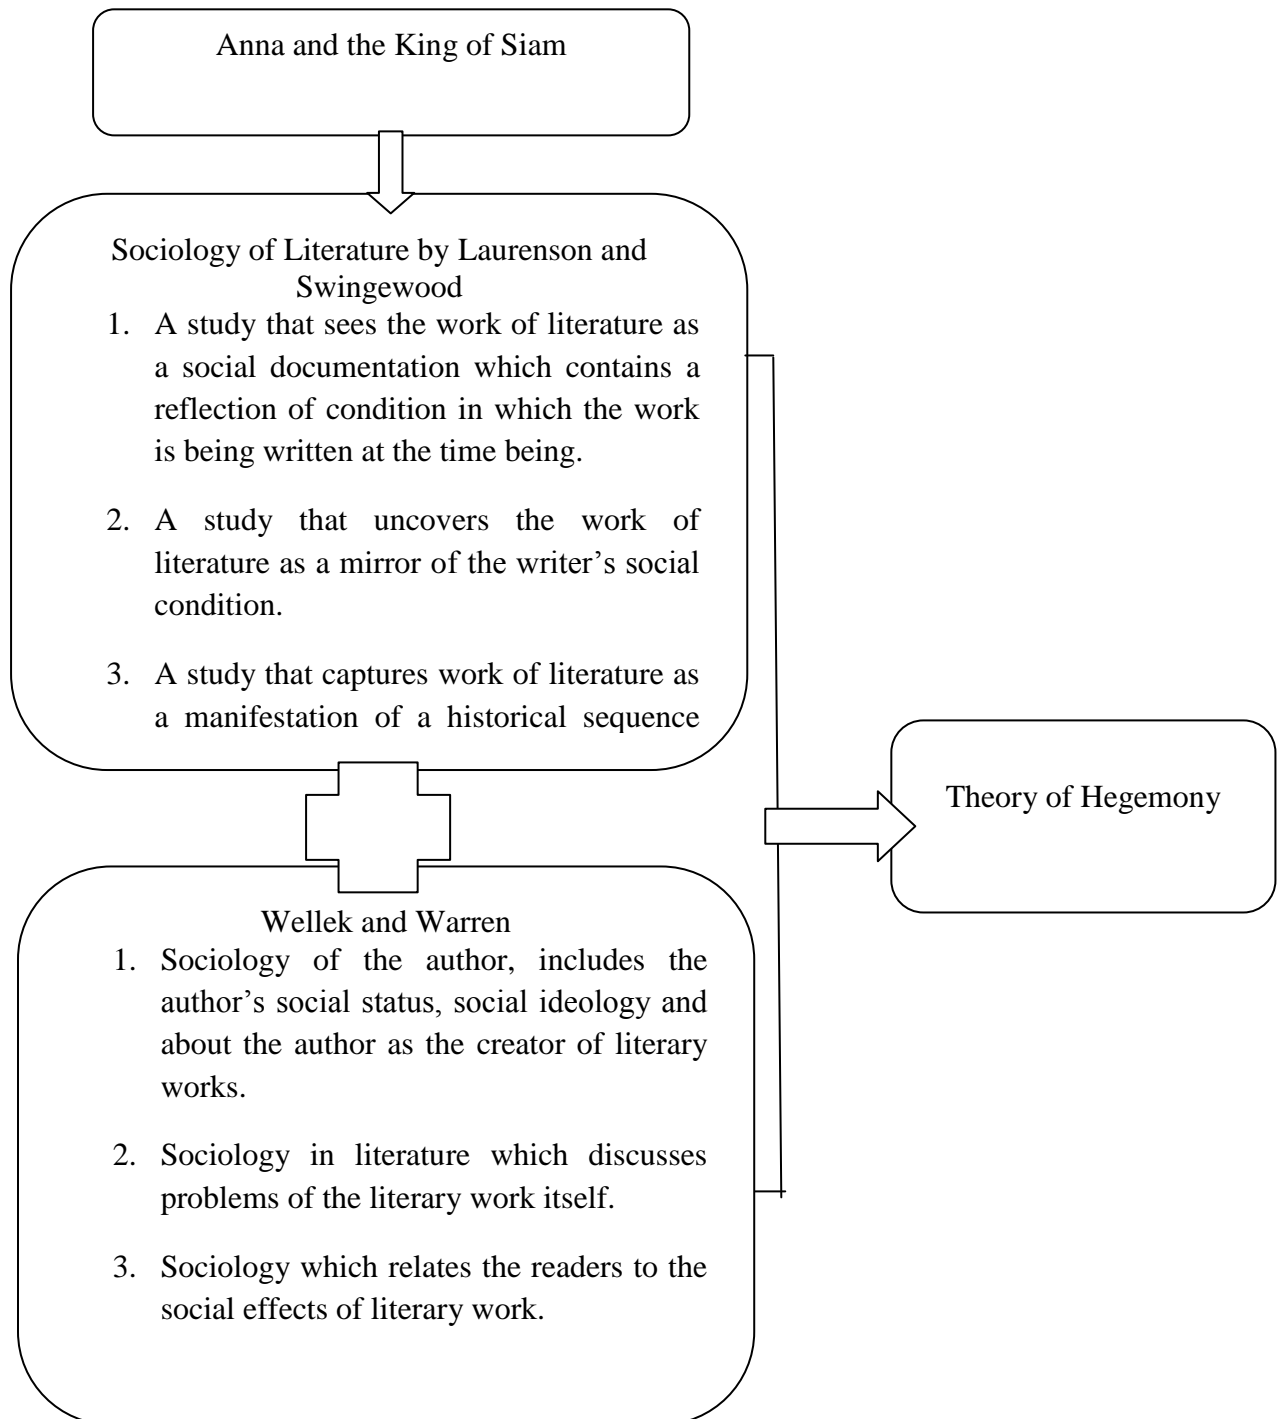 Anna and the King of Siam
Sociology of Literature by Laurenson and
Swingewood
1. A study that sees the work of literature as
a social documentation which contains a
reflection of condition in which the work
is being written at the time being.
2. A study that uncovers the work of
literature as a mirror of the writer’s social
condition.
3. A study that captures work of literature as
a manifestation of a historical sequence
Theory of Hegemony
Wellek and Warren
1. Sociology of the author, includes the
author’s social status, social ideology and
about the author as the creator of literary
works.
2. Sociology in literature which discusses
problems of the literary work itself.
3. Sociology which relates the readers to the
social effects of literary work.